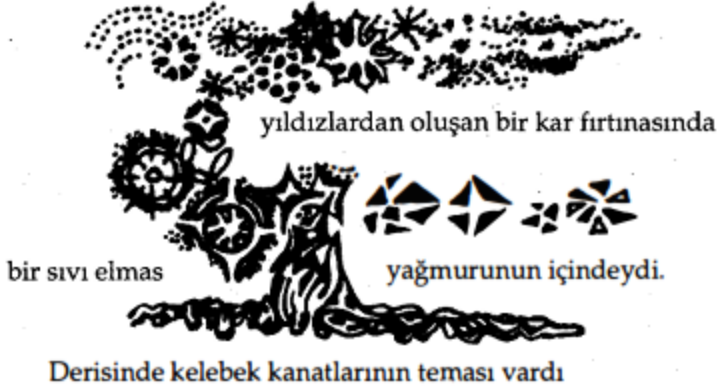 yıldızlardan oluşan bir kar fırtınasında
bir sıvı elmas yağmurunun içindeydi.
Derisinde kelebek kanatlarının teması vardı